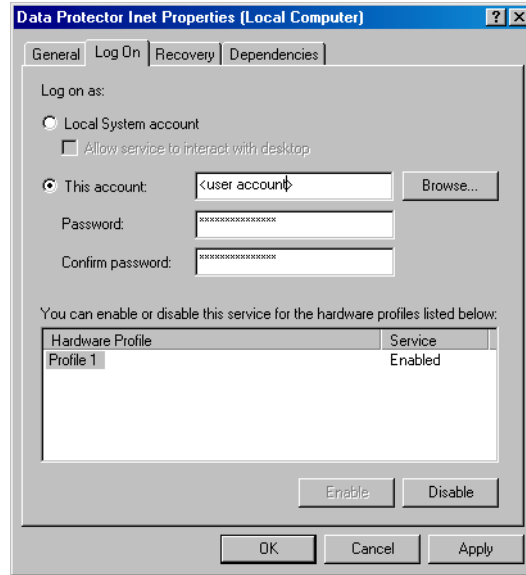 Data Protector Inet Properties (Local Computer)
General Log On Recovery Dependencies
Log on as:
Local System account
Allow service to interact with desktop
This account: <user account> Browse...
Password: ***************
Confirm password: ***************
You can enable or disable this service for the hardware profiles listed below:
Hardware Profile Service
Profile 1 Enabled
Enable Disable
OK Cancel Apply